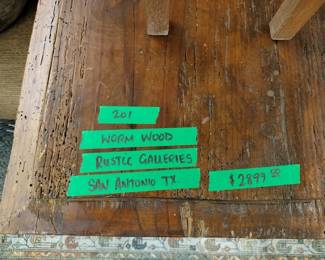 201
WORM WOOD
RUSTIC GALLERIES
SAN ANTONIO TX.
$2899.00